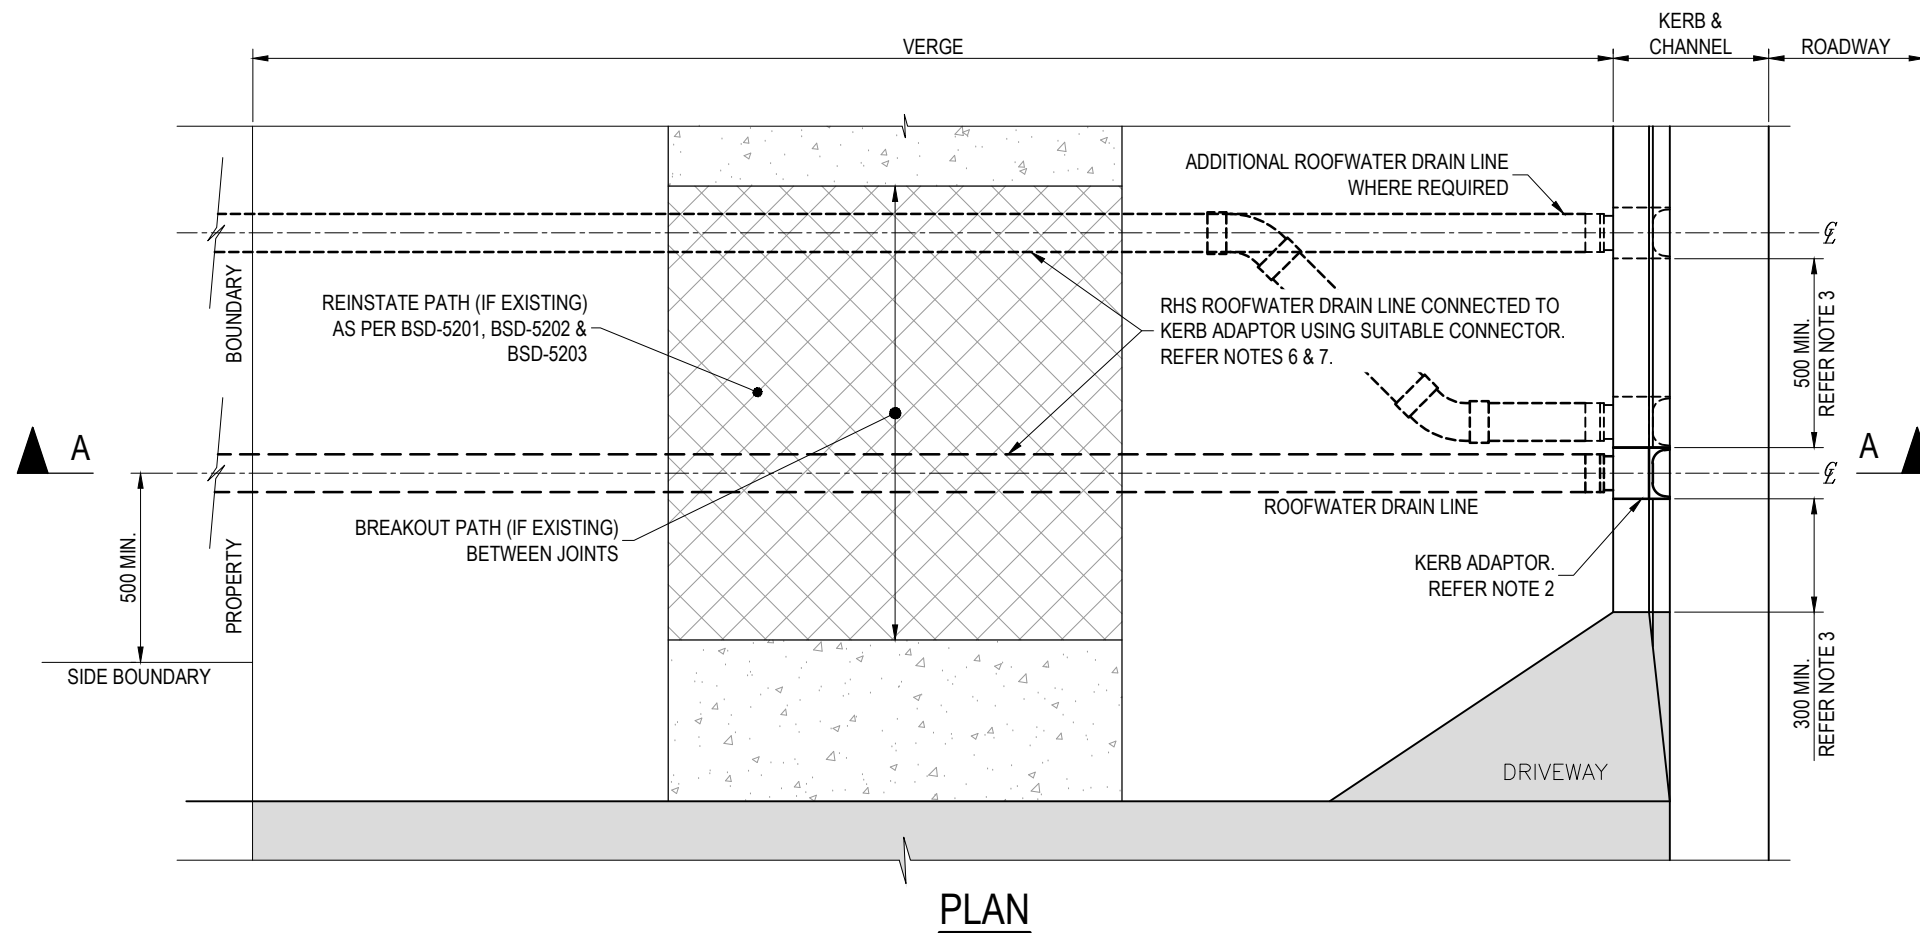 VERGE
KERB &
CHANNEL
ROADWAY
ADDITIONAL ROOFWATER DRAIN LINE
WHERE REQUIRED
℄
BOUNDARY
REINSTATE PATH (IF EXISTING)
AS PER BSD-5201, BSD-5202 &
BSD-5203
RHS ROOFWATER DRAIN LINE CONNECTED TO
KERB ADAPTOR USING SUITABLE CONNECTOR.
REFER NOTES 6 & 7.
500 MIN.
REFER NOTE 3
A
A
℄
ROOFWATER DRAIN LINE
BREAKOUT PATH (IF EXISTING)
BETWEEN JOINTS
500 MIN.
PROPERTY
KERB ADAPTOR.
REFER NOTE 2
SIDE BOUNDARY
300 MIN.
REFER NOTE 3
DRIVEWAY
PLAN